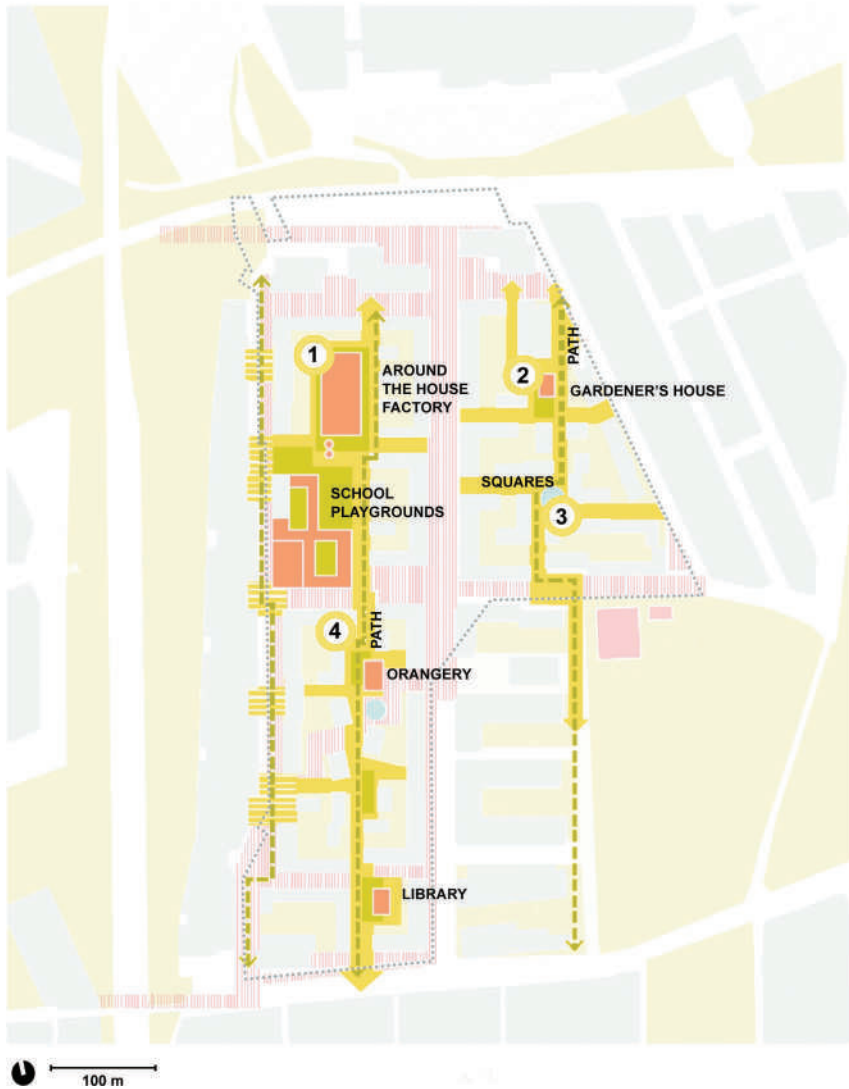 1
AROUND
THE HOUSE
FACTORY
2
PATH
GARDENER'S HOUSE
SCHOOL
PLAYGROUNDS
SQUARES
3
4
PATH
ORANGERY
LIBRARY
100 m